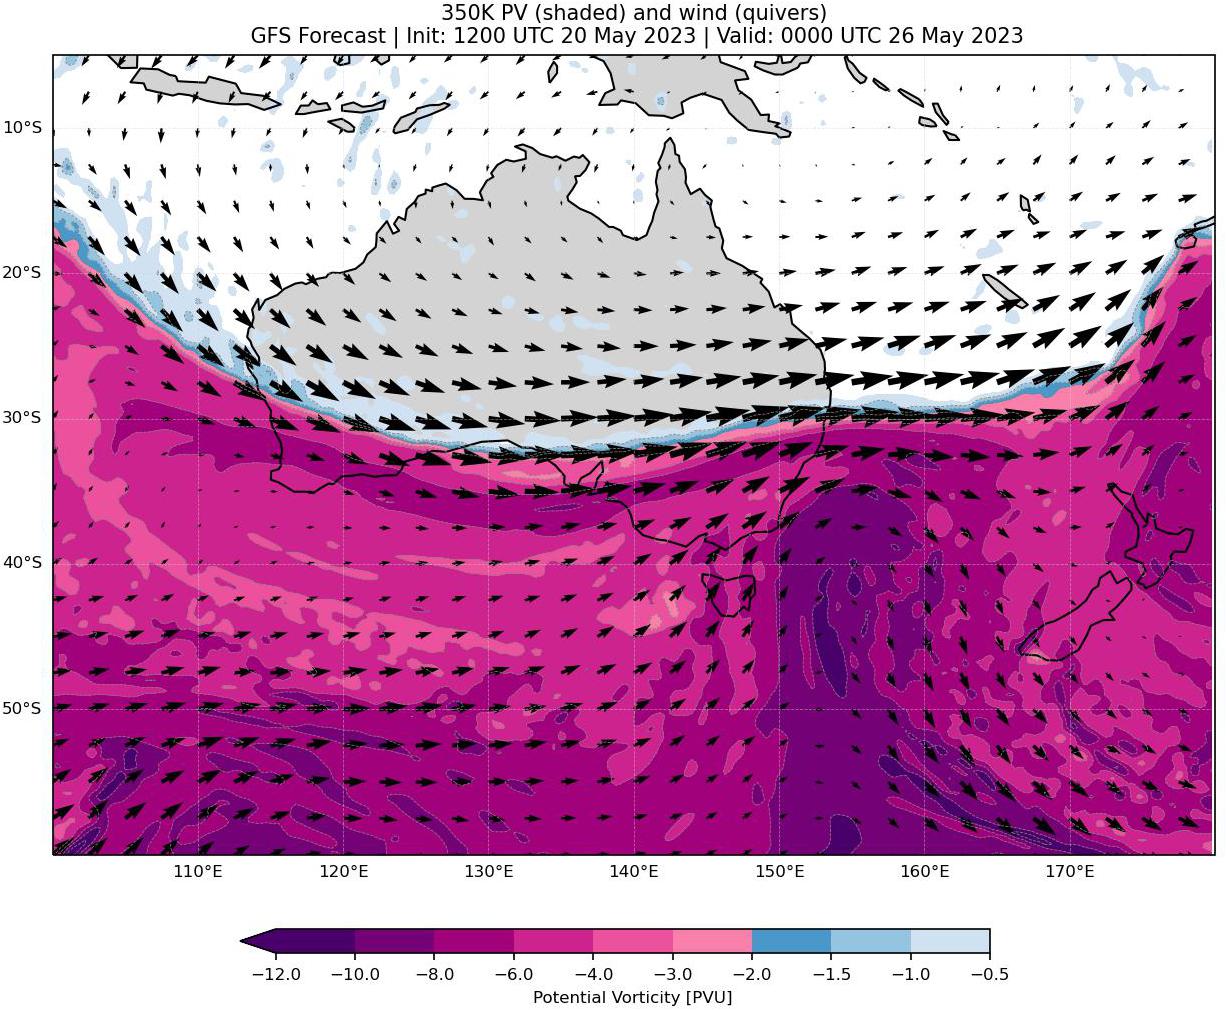 350K PV (shaded) and wind (quivers)
GFS Forecast | Init: 1200 UTC 20 May 2023 | Valid: 0000 UTC 26 May 2023
10°S
20°S
30°S
40°S
50°S
110°E 120°E 130°E 140°E 150°E 160°E 170°E
−12.0 −10.0 −8.0 −6.0 −4.0 −3.0 −2.0 −1.5 −1.0 −0.5
Potential Vorticity [PVU]